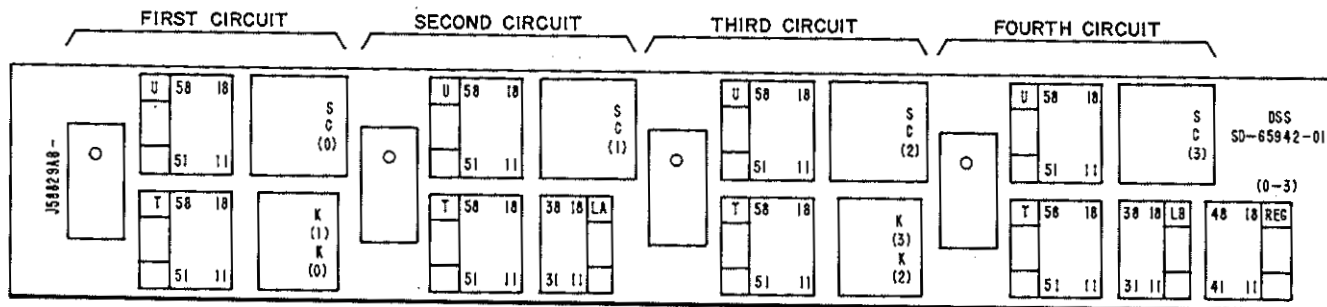 FIRST CIRCUIT
SECOND CIRCUIT
THIRD CIRCUIT
FOURTH CIRCUIT
J58829AB-
U 58 18
51 11
S
C
(0)
T 58 18
51 11
K
(1)
K
(0)
U 58 18
51 11
S
C
(1)
T 58 18
51 11
38 18 LA
31 11
U 58 18
51 11
S
C
(2)
T 58 18
51 11
K
(3)
K
(2)
U 58 18
51 11
S
C
(3)
T 58 18
51 11
38 18 LB
31 11
48 18 REG
41 11
DSS
SD-65942-01
(0-3)